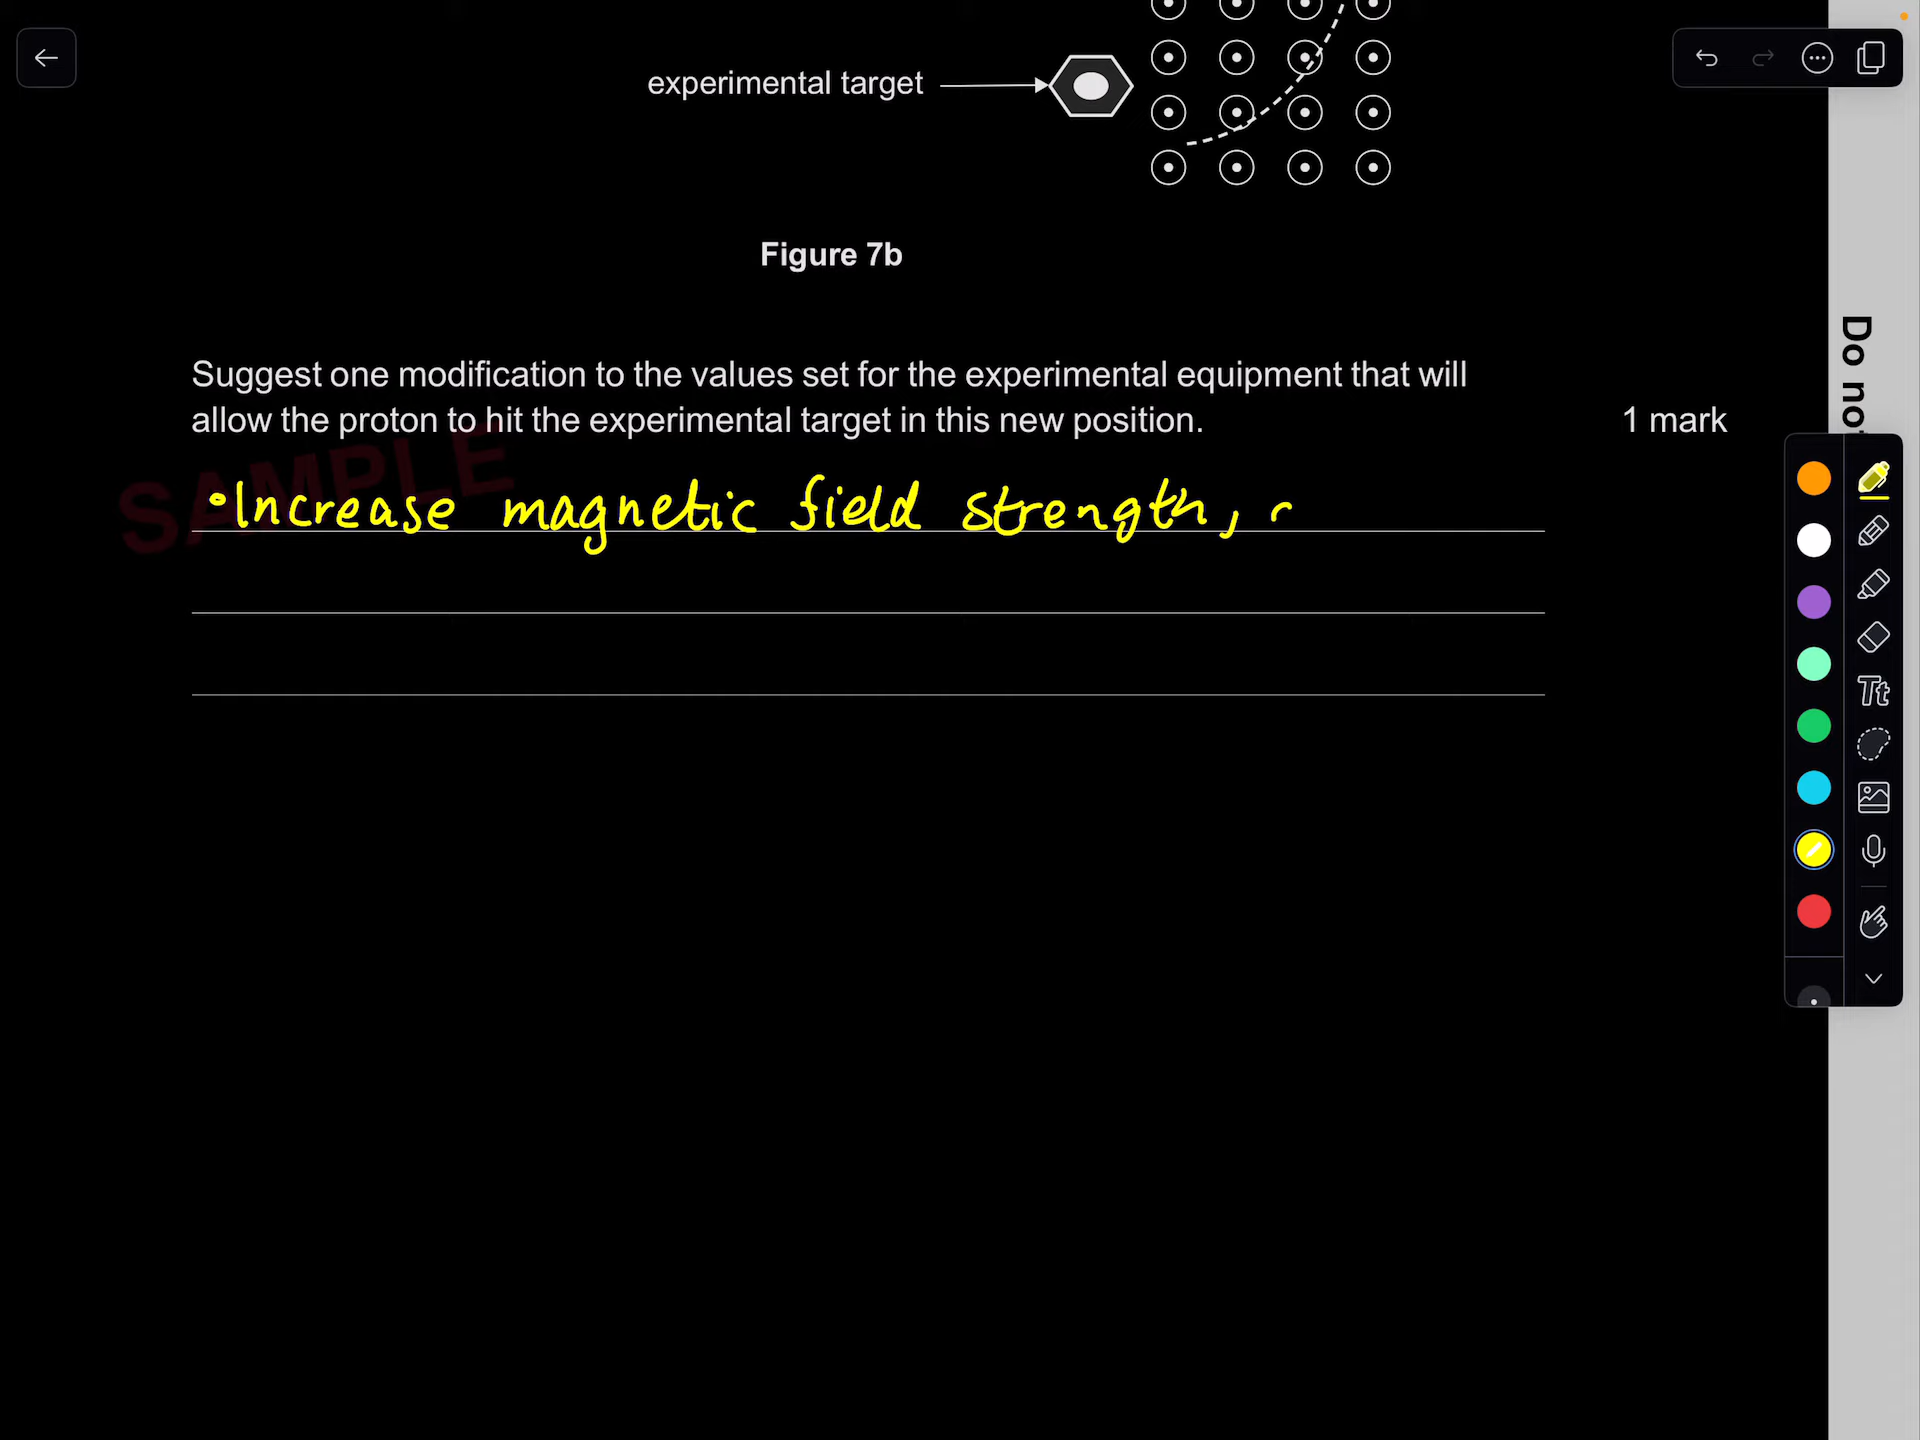 experimental target
Figure 7b
Suggest one modification to the values set for the experimental equipment that will
allow the proton to hit the experimental target in this new position.
1 mark
SAMPLE
•Increase magnetic field strength,
Do no
Tt